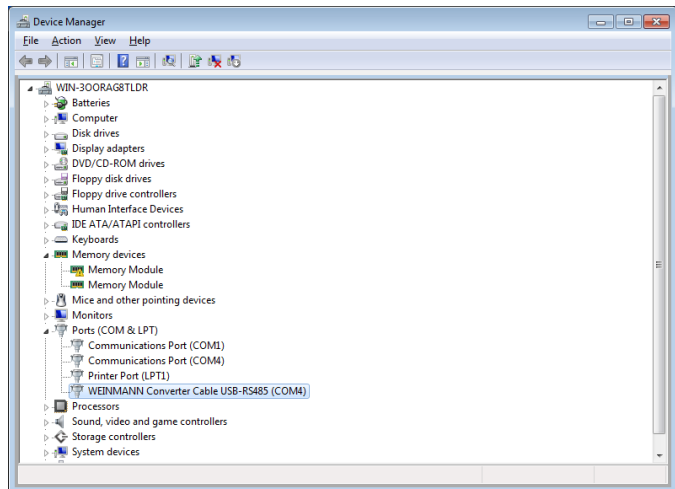 Device Manager
File Action View Help
WIN-3OORAG8TLDR
Batteries
Computer
Disk drives
Display adapters
DVD/CD-ROM drives
Floppy disk drives
Floppy drive controllers
Human Interface Devices
IDE ATA/ATAPI controllers
Keyboards
Memory devices
Memory Module
Memory Module
Mice and other pointing devices
Monitors
Ports (COM & LPT)
Communications Port (COM1)
Communications Port (COM4)
Printer Port (LPT1)
WEINMANN Converter Cable USB-RS485 (COM4)
Processors
Sound, video and game controllers
Storage controllers
System devices